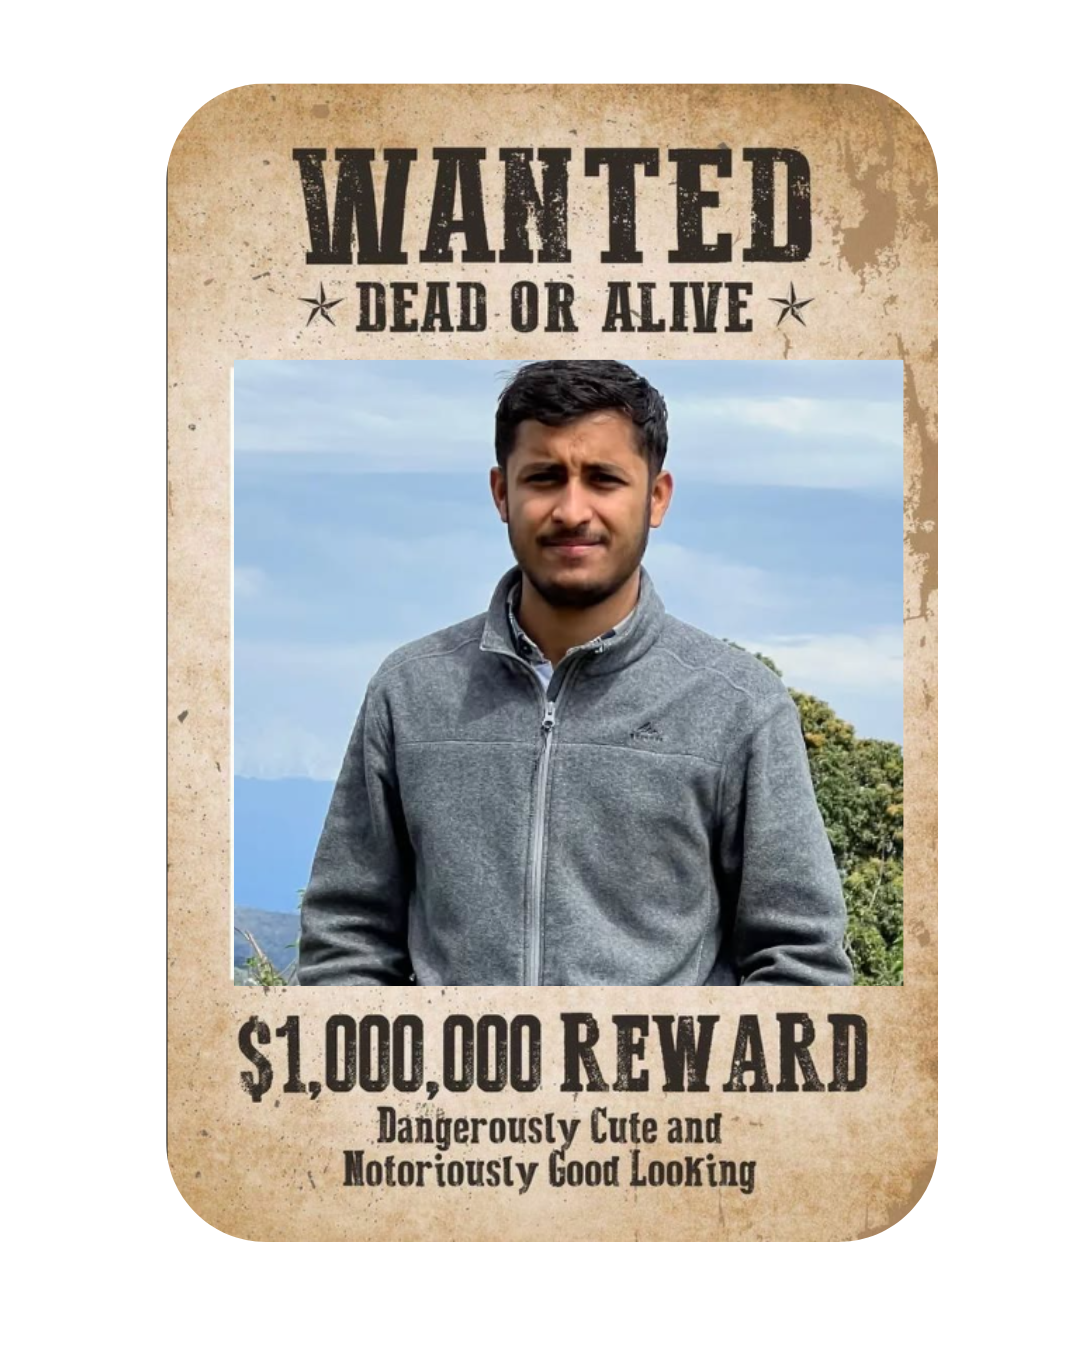 WANTED
DEAD OR ALIVE
$1,000,000 REWARD
Dangerously Cute and
Notoriously Good Looking